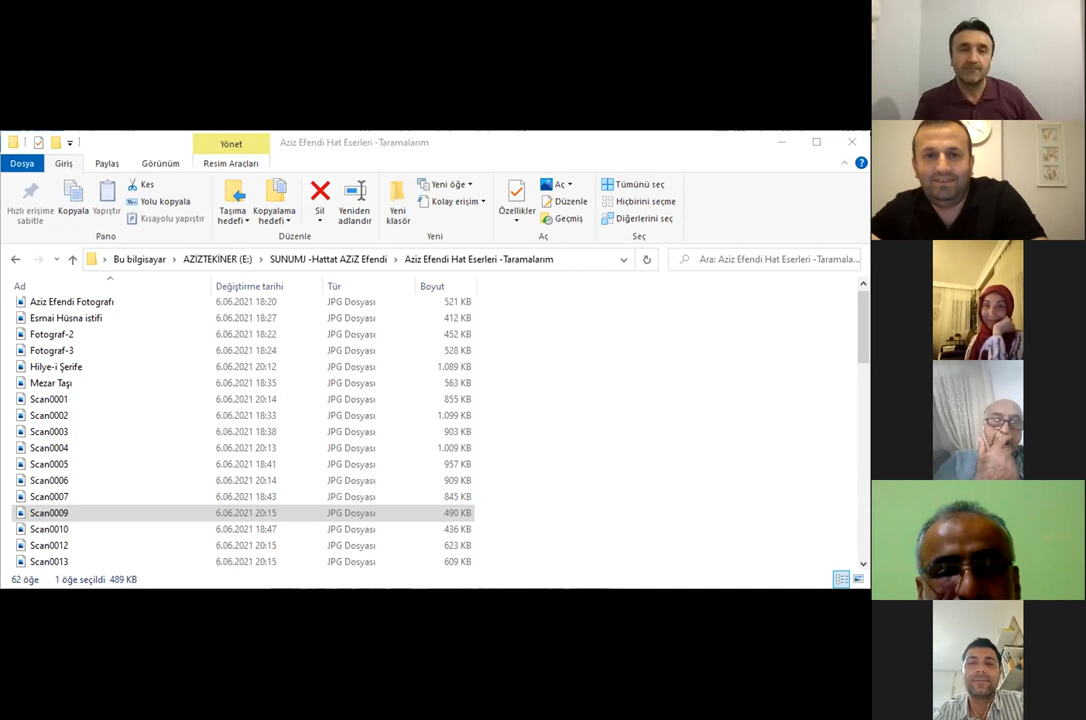 Yönet
Aziz Efendi Hat Eserleri -Taramalarım
Dosya
Giriş
Paylaş
Görünüm
Resim Araçları
Hızlı erişime sabitle
Kopyala
Yapıştır
Kes
Yolu kopyala
Kısayolu yapıştır
Pano
Taşıma hedefi
Kopyalama hedefi
Sil
Yeniden adlandır
Düzenle
Yeni klasör
Yeni öğe
Kolay erişim
Yeni
Özellikler
Aç
Düzenle
Geçmiş
Aç
Tümünü seç
Hiçbirini seçme
Diğerlerini seç
Seç
Bu bilgisayar > AZİZTEKİNER (E:) > SUNUMJ -Hattat AZiZ Efendi > Aziz Efendi Hat Eserleri -Taramalarım
Ara: Aziz Efendi Hat Eserleri -Tarama...
Ad Değiştirme tarihi Tür Boyut
Aziz Efendi Fotografı 6.06.2021 18:20 JPG Dosyası 521 KB
Esmai Hüsna istifi 6.06.2021 18:27 JPG Dosyası 412 KB
Fotograf-2 6.06.2021 18:22 JPG Dosyası 452 KB
Fotograf-3 6.06.2021 18:24 JPG Dosyası 528 KB
Hilye-i Şerife 6.06.2021 20:12 JPG Dosyası 1.089 KB
Mezar Taşı 6.06.2021 18:35 JPG Dosyası 563 KB
Scan0001 6.06.2021 20:14 JPG Dosyası 855 KB
Scan0002 6.06.2021 18:33 JPG Dosyası 1.099 KB
Scan0003 6.06.2021 18:38 JPG Dosyası 903 KB
Scan0004 6.06.2021 20:13 JPG Dosyası 1.009 KB
Scan0005 6.06.2021 18:41 JPG Dosyası 957 KB
Scan0006 6.06.2021 20:14 JPG Dosyası 909 KB
Scan0007 6.06.2021 18:43 JPG Dosyası 845 KB
Scan0009 6.06.2021 20:15 JPG Dosyası 490 KB
Scan0010 6.06.2021 18:47 JPG Dosyası 436 KB
Scan0012 6.06.2021 20:15 JPG Dosyası 623 KB
Scan0013 6.06.2021 20:15 JPG Dosyası 609 KB
62 öğe 1 öğe seçildi 489 KB